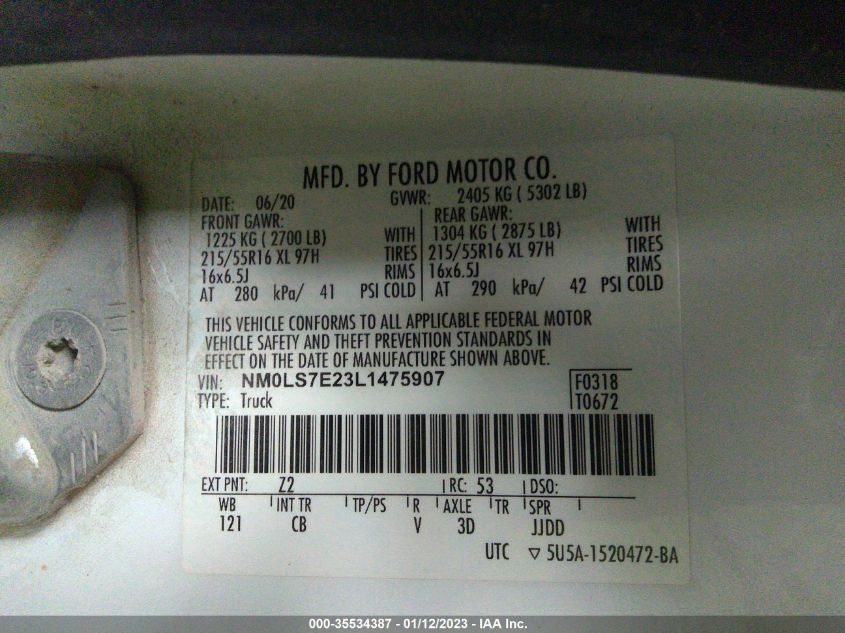 MFD. BY FORD MOTOR CO.
DATE: 06/20 GVWR: 2405 KG ( 5302 LB)
FRONT GAWR: REAR GAWR:
1225 KG ( 2700 LB) WITH 1304 KG ( 2875 LB) WITH
215/55R16 XL 97H TIRES 215/55R16 XL 97H TIRES
16x6.5J RIMS 16x6.5J RIMS
AT 280 kPa/ 41 PSI COLD AT 290 kPa/ 42 PSI COLD
THIS VEHICLE CONFORMS TO ALL APPLICABLE FEDERAL MOTOR
VEHICLE SAFETY AND THEFT PREVENTION STANDARDS IN
EFFECT ON THE DATE OF MANUFACTURE SHOWN ABOVE.
VIN: NM0LS7E23L1475907 F0318
TYPE: Truck T0672
EXT PNT: Z2 RC: 53 DSO:
WB INT TR TP/PS R AXLE TR SPR
121 CB V 3D JJDD
UTC ▽ 5U5A-1520472-BA
000-35534387 - 01/12/2023 - IAA Inc.